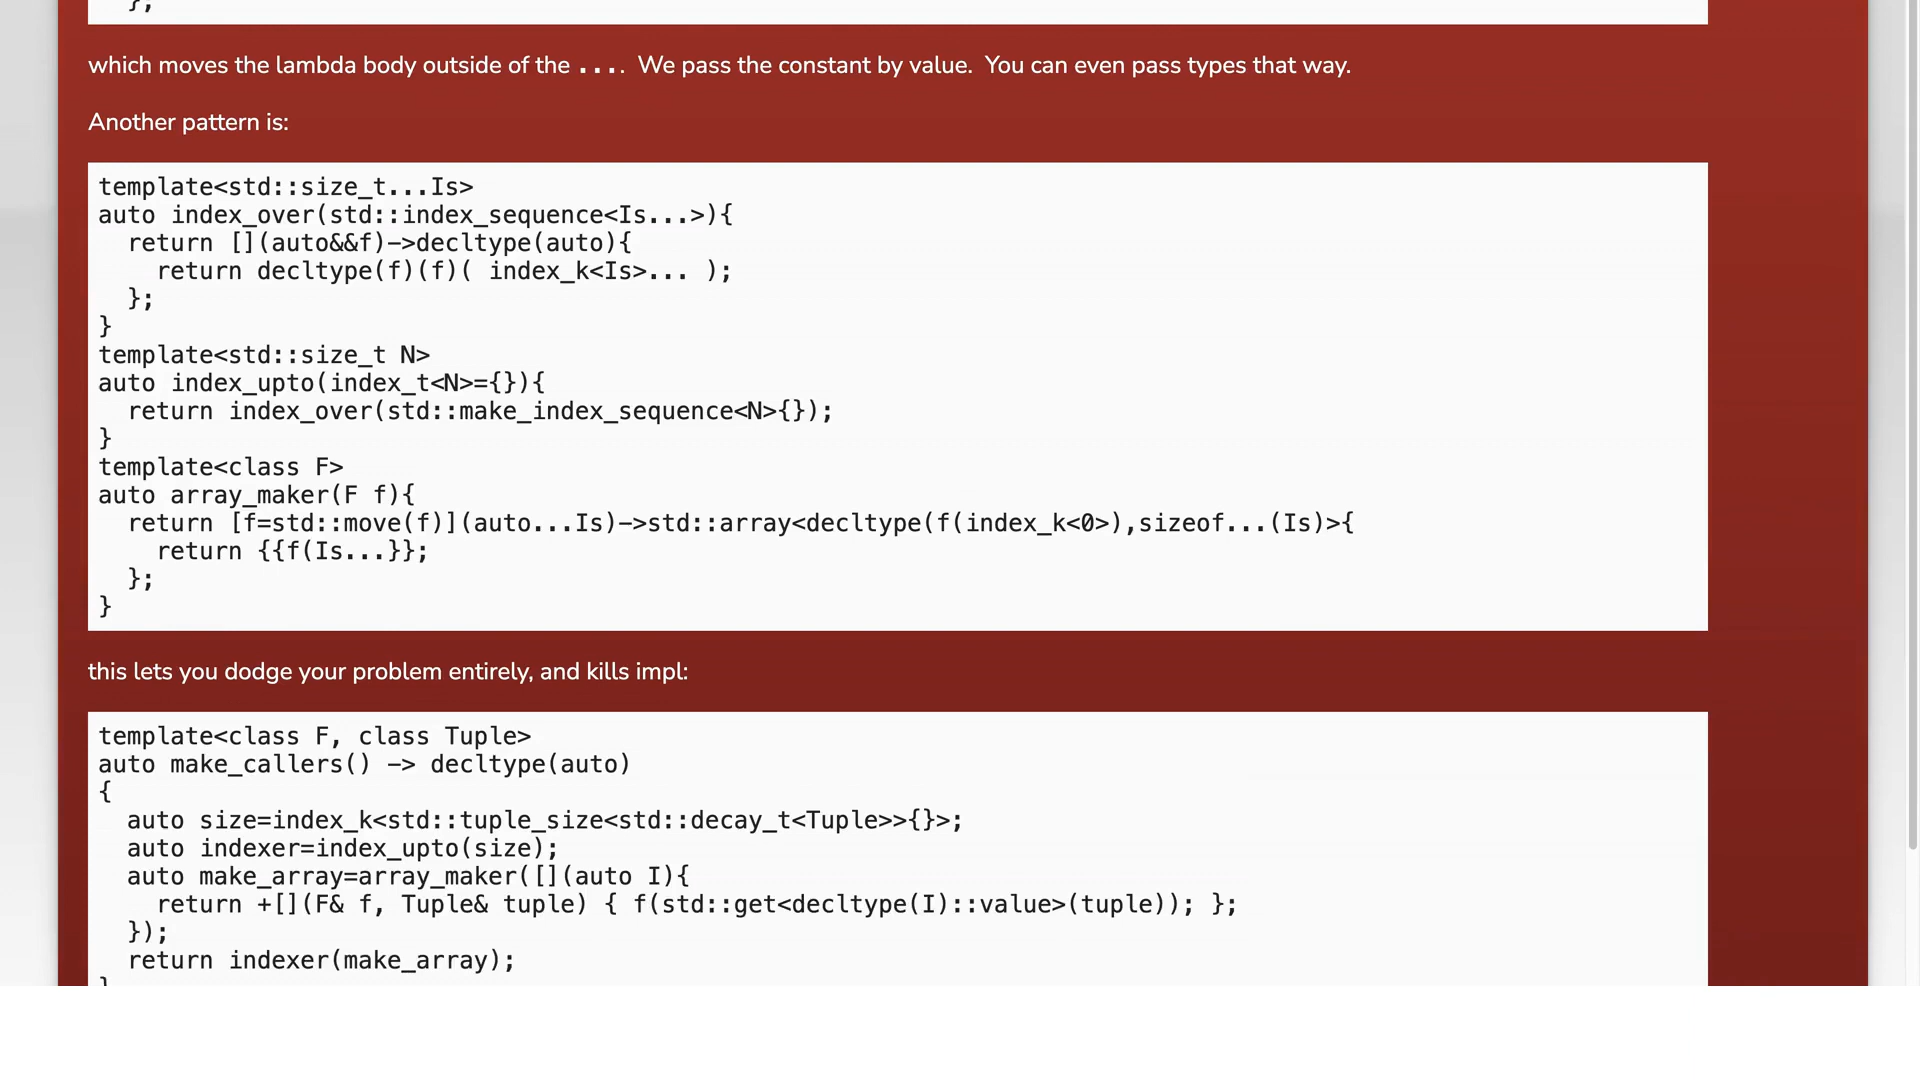 };
which moves the lambda body outside of the .... We pass the constant by value. You can even pass types that way.
Another pattern is:
template<std::size_t...Is>
auto index_over(std::index_sequence<Is...>){
  return [](auto&&f)->decltype(auto){
    return decltype(f)(f)( index_k<Is>... );
  };
}
template<std::size_t N>
auto index_upto(index_t<N>={}){
  return index_over(std::make_index_sequence<N>{});
}
template<class F>
auto array_maker(F f){
  return [f=std::move(f)](auto...Is)->std::array<decltype(f(index_k<0>),sizeof...(Is)>{
    return {{f(Is...}};
  };
}
this lets you dodge your problem entirely, and kills impl:
template<class F, class Tuple>
auto make_callers() -> decltype(auto)
{
  auto size=index_k<std::tuple_size<std::decay_t<Tuple>>{}>;
  auto indexer=index_upto(size);
  auto make_array=array_maker([](auto I){
    return +[](F& f, Tuple& tuple) { f(std::get<decltype(I)::value>(tuple)); };
  });
  return indexer(make_array);
}